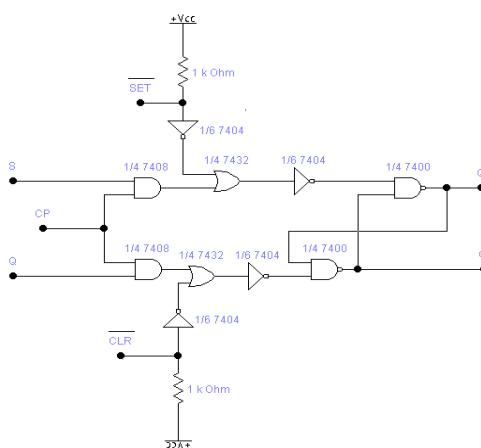 +Vcc
1 k Ohm
SET
1/6 7404
S
1/4 7408
1/4 7432
1/6 7404
1/4 7400
Q
CP
1/4 7408
1/4 7432
1/6 7404
1/4 7400
Q
1/6 7404
CLR
1 k Ohm
+Vcc